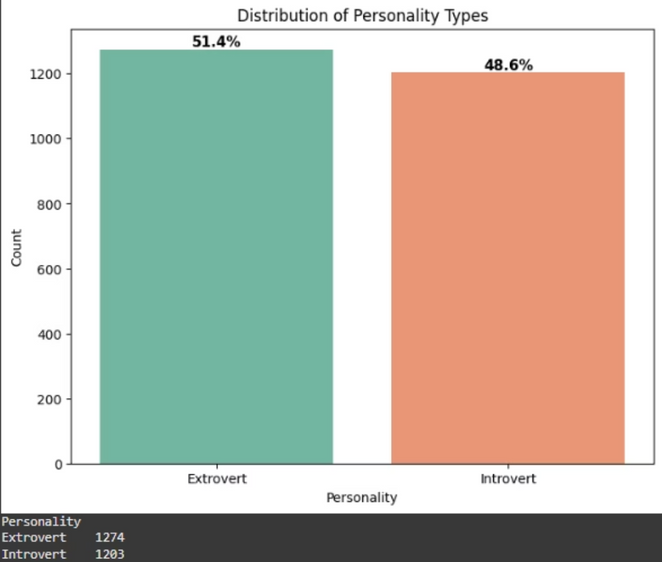 Distribution of Personality Types
51.4%
48.6%
1200
1000
800
600
400
200
0
Count
Extrovert Introvert
Personality
Personality
Extrovert 1274
Introvert 1203